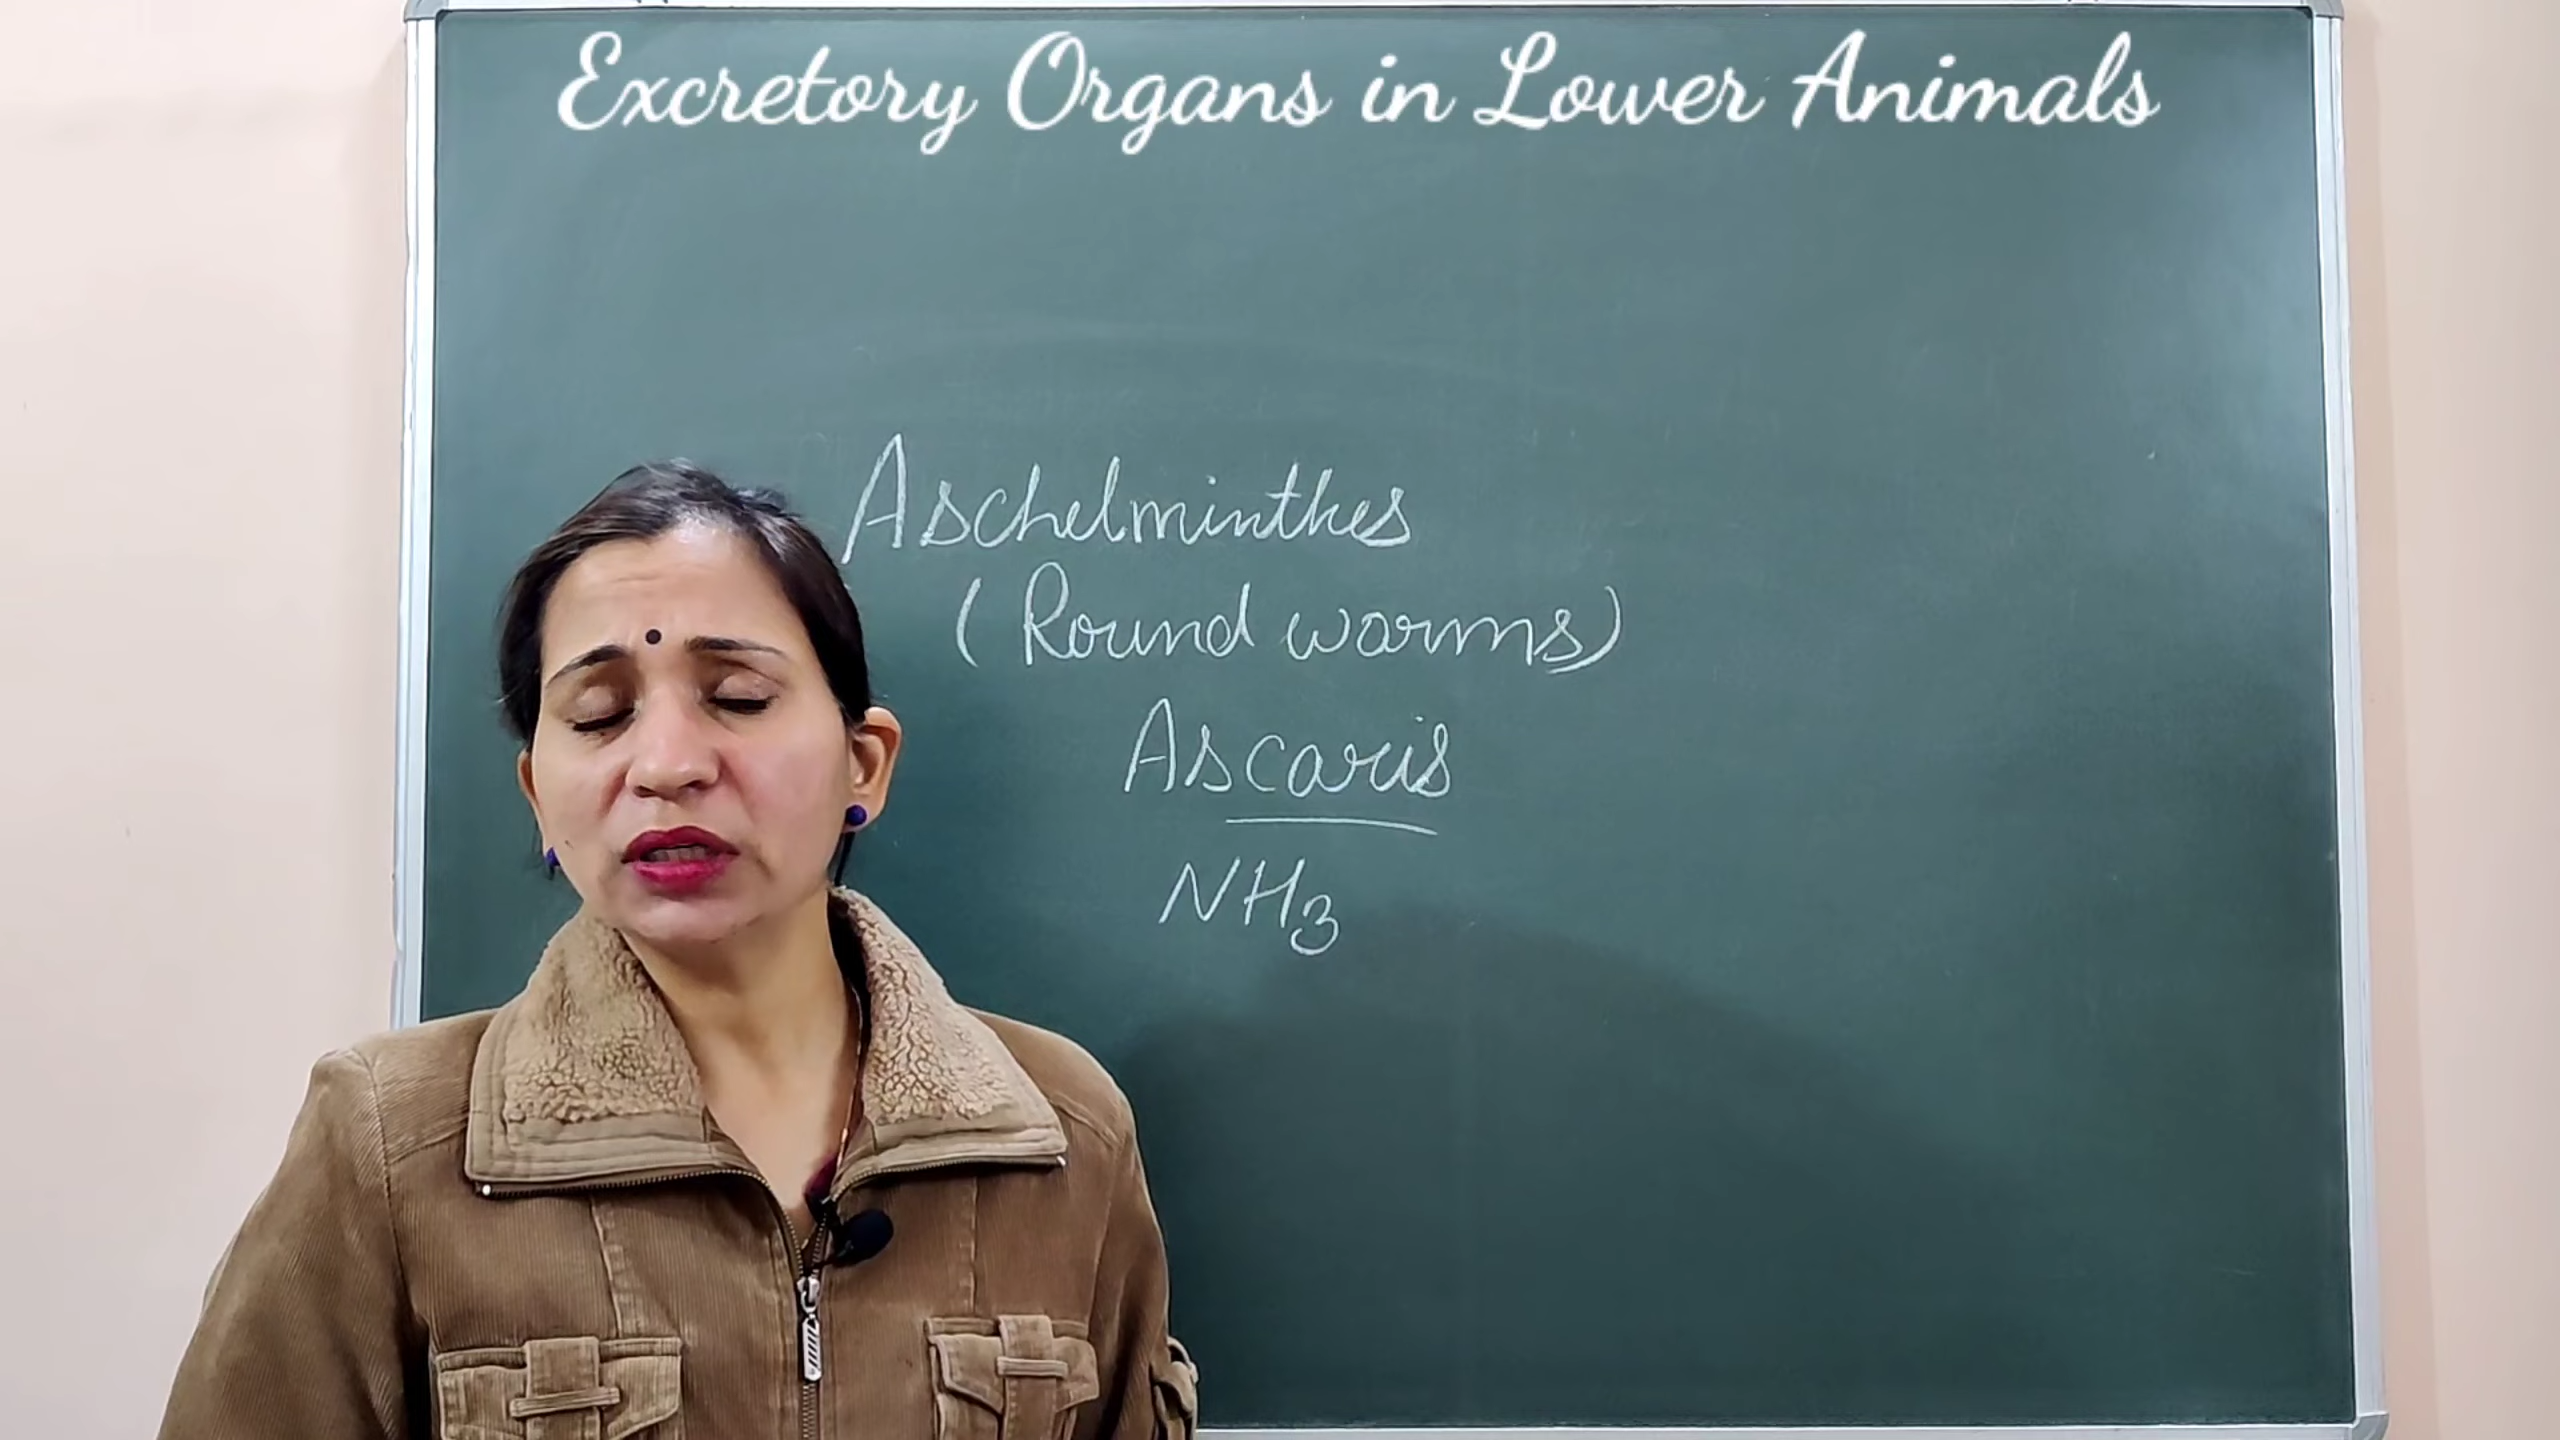 Excretory Organs in Lower Animals
Aschelminthes
(Round worms)
Ascaris
NH3